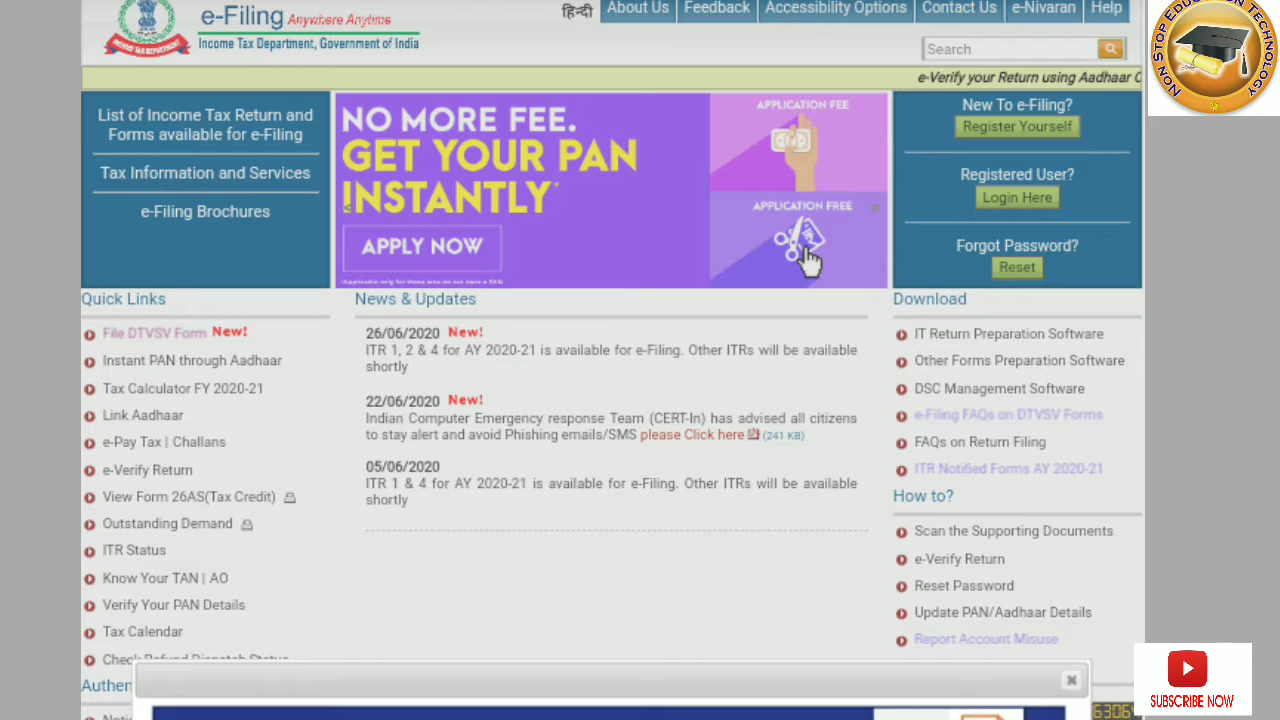 e-Filing Anywhere Anytime
Income Tax Department, Government of India
हिन्दी About Us Feedback Accessibility Options Contact Us e-Nivaran Help
Search
e-Verify your Return using Aadhaar
NON STOP EDUCATION TECHNOLOGY
List of Income Tax Return and
Forms available for e-Filing
Tax Information and Services
e-Filing Brochures
NO MORE FEE.
GET YOUR PAN
INSTANTLY*
APPLY NOW
APPLICATION FEE
APPLICATION FREE
New To e-Filing?
Register Yourself
Registered User?
Login Here
Forgot Password?
Reset
Quick Links
File DTVSV Form New!
Instant PAN through Aadhaar
Tax Calculator FY 2020-21
Link Aadhaar
e-Pay Tax | Challans
e-Verify Return
View Form 26AS(Tax Credit)
Outstanding Demand
ITR Status
Know Your TAN | AO
Verify Your PAN Details
Tax Calendar
Check Refund Dispatch Status
News & Updates
26/06/2020 New!
ITR 1, 2 & 4 for AY 2020-21 is available for e-Filing. Other ITRs will be available
shortly
22/06/2020 New!
Indian Computer Emergency response Team (CERT-In) has advised all citizens
to stay alert and avoid Phishing emails/SMS please Click here (241 KB)
05/06/2020
ITR 1 & 4 for AY 2020-21 is available for e-Filing. Other ITRs will be available
shortly
Download
IT Return Preparation Software
Other Forms Preparation Software
DSC Management Software
e-Filing FAQs on DTVSV Forms
FAQs on Return Filing
ITR Notified Forms AY 2020-21
How to?
Scan the Supporting Documents
e-Verify Return
Reset Password
Update PAN/Aadhaar Details
Report Account Misuse
SUBSCRIBE NOW